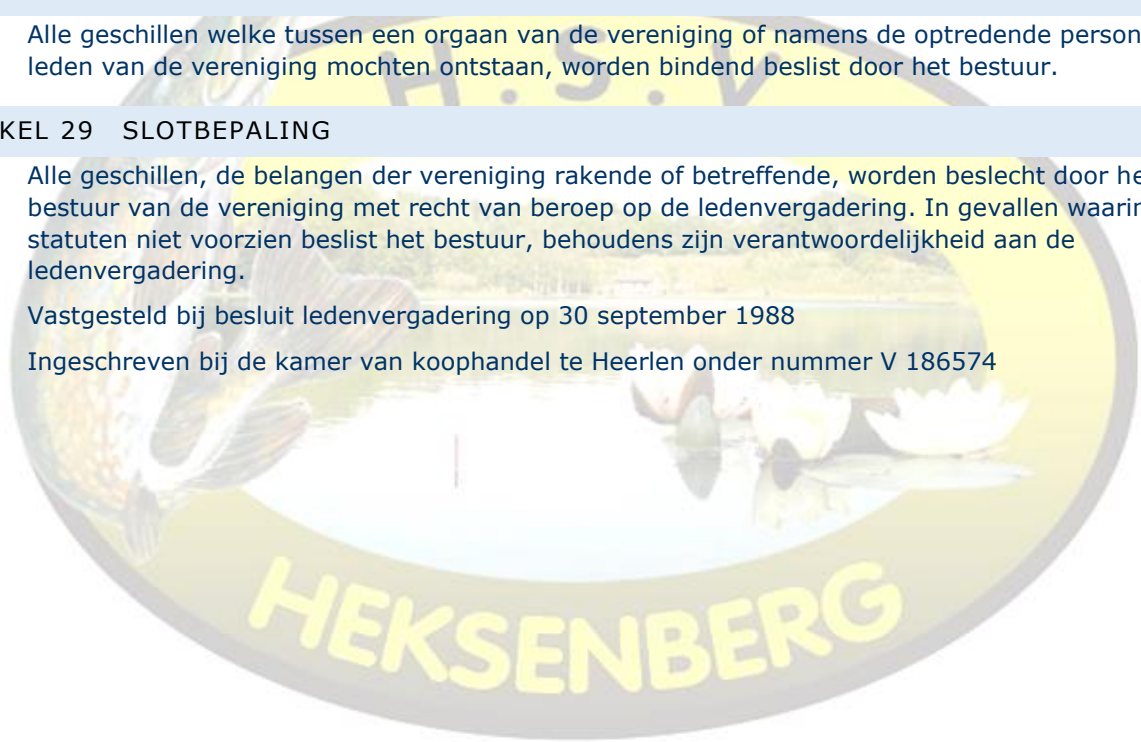 Alle geschillen welke tussen een orgaan van de vereniging of namens de optredende person
leden van de vereniging mochten ontstaan, worden bindend beslist door het bestuur.
H.S.V
KEL 29 SLOTBEPALING
Alle geschillen, de belangen der vereniging rakende of betreffende, worden beslecht door he
bestuur van de vereniging met recht van beroep op de ledenvergadering. In gevallen waarin
statuten niet voorzien beslist het bestuur, behoudens zijn verantwoordelijkheid aan de
ledenvergadering.
Vastgesteld bij besluit ledenvergadering op 30 september 1988
Ingeschreven bij de kamer van koophandel te Heerlen onder nummer V 186574
HEKSENBERG